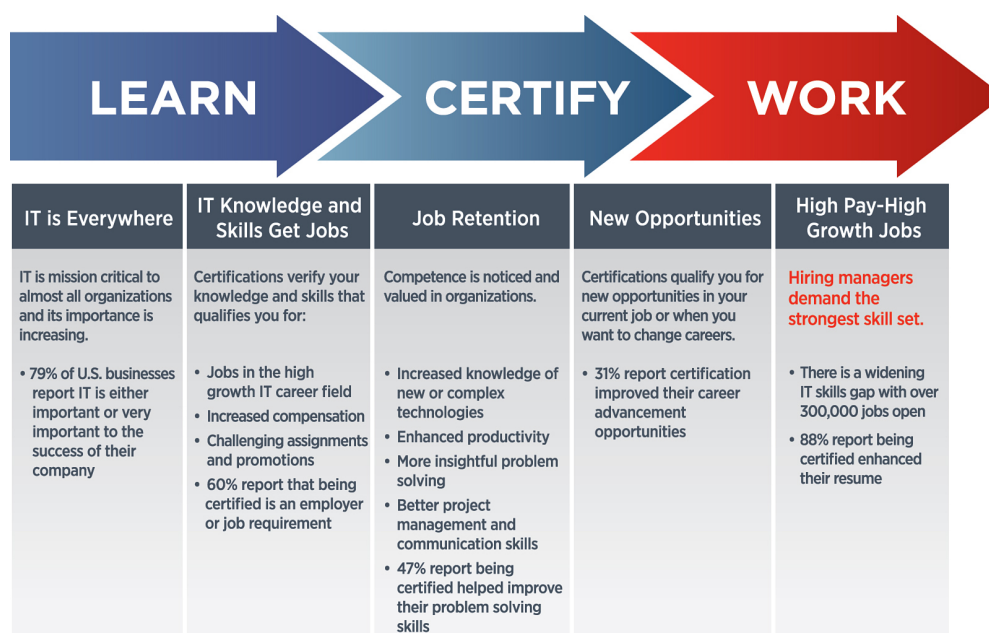 LEARN
CERTIFY
WORK
IT is Everywhere
IT is mission critical to
almost all organizations
and its importance is
increasing.
• 79% of U.S. businesses
report IT is either
important or very
important to the
success of their
company
IT Knowledge and
Skills Get Jobs
Certifications verify your
knowledge and skills that
qualifies you for:
• Jobs in the high
growth IT career field
• Increased compensation
• Challenging assignments
and promotions
• 60% report that being
certified is an employer
or job requirement
Job Retention
Competence is noticed and
valued in organizations.
• Increased knowledge of
new or complex
technologies
• Enhanced productivity
• More insightful problem
solving
• Better project
management and
communication skills
• 47% report being
certified helped improve
their problem solving
skills
New Opportunities
Certifications qualify you for
new opportunities in your
current job or when you
want to change careers.
• 31% report certification
improved their career
advancement
opportunities
High Pay-High
Growth Jobs
Hiring managers
demand the
strongest skill set.
• There is a widening
IT skills gap with over
300,000 jobs open
• 88% report being
certified enhanced
their resume